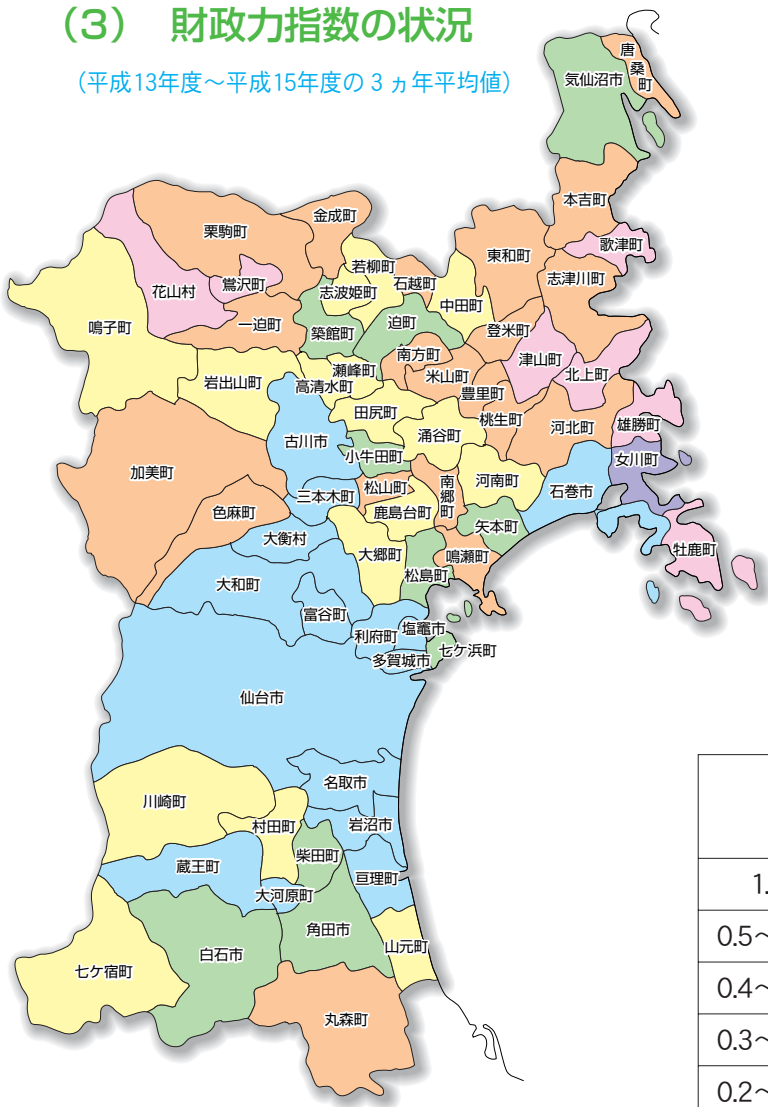 (3) 財政力指数の状況
(平成13年度～平成15年度の3ヵ年平均値)
唐桑町
気仙沼市
本吉町
歌津町
志津川町
金成町
栗駒町
東和町
若柳町
石越町
鶯沢町
花山村
志波姫町
中田町
迫町
登米町
一迫町
築館町
鳴子町
南方町
津山町
瀬峰町
米山町
北上町
岩出山町
高清水町
豊里町
田尻町
桃生町
河北町
雄勝町
涌谷町
古川市
小牛田町
女川町
加美町
河南町
松山町
南郷町
石巻市
三本木町
色麻町
鹿島台町
矢本町
大衡村
牡鹿町
大郷町
鳴瀬町
松島町
大和町
富谷町
利府町
塩竈市
七ケ浜町
多賀城市
仙台市
名取市
川崎町
岩沼市
村田町
柴田町
蔵王町
亘理町
大河原町
角田市
山元町
白石市
七ケ宿町
丸森町
1.
0.5～
0.4～
0.3～
0.2～